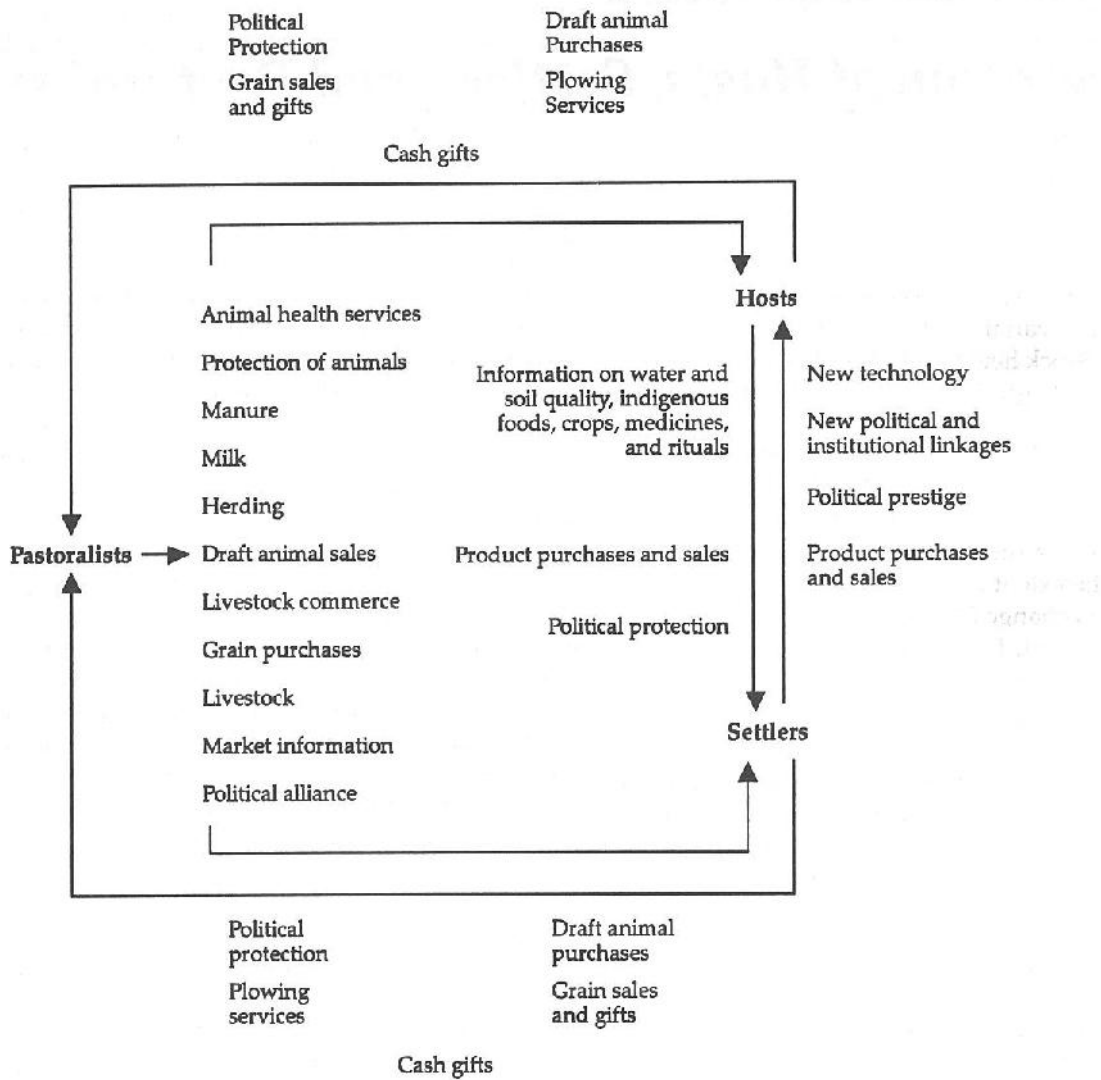 Political
Protection
Grain sales
and gifts
Draft animal
Purchases
Plowing
Services
Cash gifts
Hosts
Animal health services
Protection of animals
Manure
Milk
Herding
Pastoralists
Draft animal sales
Livestock commerce
Grain purchases
Livestock
Market information
Political alliance
Information on water and
soil quality, indigenous
foods, crops, medicines,
and rituals
Product purchases and sales
Political protection
New technology
New political and
institutional linkages
Political prestige
Product purchases
and sales
Settlers
Political
protection
Plowing
services
Draft animal
purchases
Grain sales
and gifts
Cash gifts